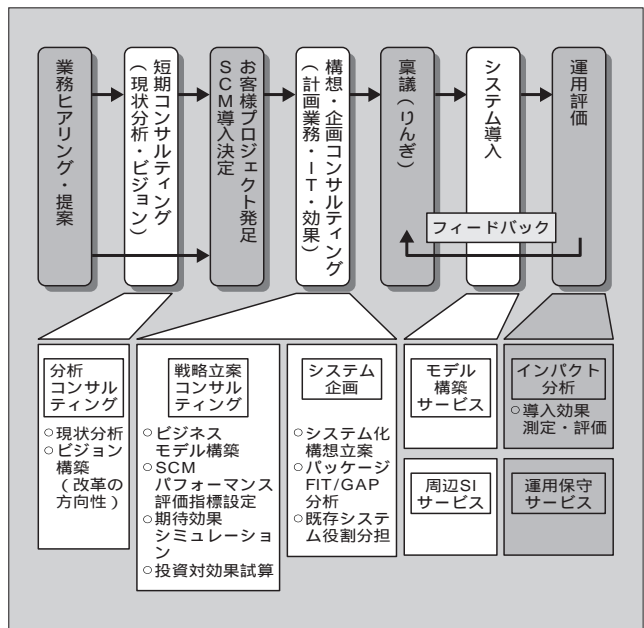 業務ヒアリング・提案
短期コンサルティング
（現状分析・ビジョン）
お客様プロジェクト発足
SCM導入決定
構想・企画コンサルティング
（計画業務・IT・効果）
稟議（りんぎ）
システム導入
運用評価
フィードバック
分析
コンサル
ティング
○現状分析
○ビジョン
構築
（改革の
方向性）
戦略立案
コンサル
ティング
○ビジネス
モデル構築
○SCM
パフォーマンス
評価指標設定
○期待効果
シミュレーショ
ン
○投資対効果試算
システム
企画
○システム化
構想立案
○パッケージ
FIT/GAP
分析
○既存システ
ム役割分担
モデル
構築
サービス
周辺SI
サービス
インパクト
分析
○導入効果
測定・評価
運用保守
サービス